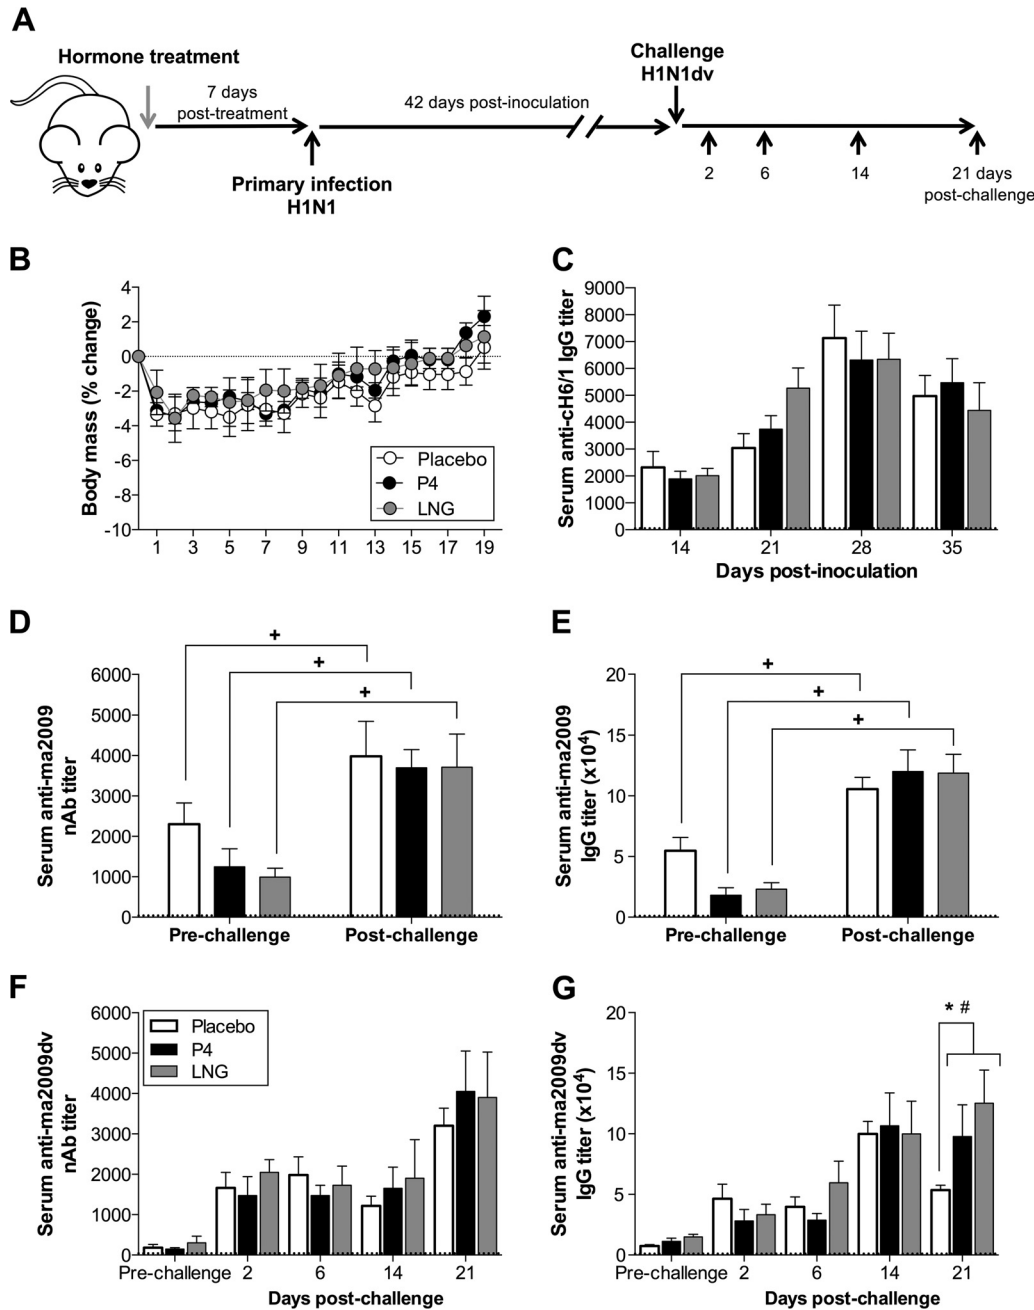 A
Hormone treatment
7 days
post-treatment
Primary infection
H1N1
42 days post-inoculation
Challenge
H1N1dv
2
6
14
21 days
post-challenge
B
Body mass (% change)
4
2
0
-2
-4
-6
-8
-10
1 3 5 7 9 11 13 15 17 19
Placebo
P4
LNG
C
Serum anti-cH6/1 IgG titer
9000
8000
7000
6000
5000
4000
3000
2000
1000
0
14 21 28 35
Days post-inoculation
D
Serum anti-ma2009
nAb titer
6000
5000
4000
3000
2000
1000
0
+
+
+
Pre-challenge Post-challenge
E
Serum anti-ma2009
IgG titer (x10⁴)
20
15
10
5
0
+
+
+
Pre-challenge Post-challenge
F
Serum anti-ma2009dv
nAb titer
6000
5000
4000
3000
2000
1000
0
Placebo
P4
LNG
Pre-challenge 2 6 14 21
Days post-challenge
G
Serum anti-ma2009dv
IgG titer (x10⁴)
20
15
10
5
0
* #
Pre-challenge 2 6 14 21
Days post-challenge